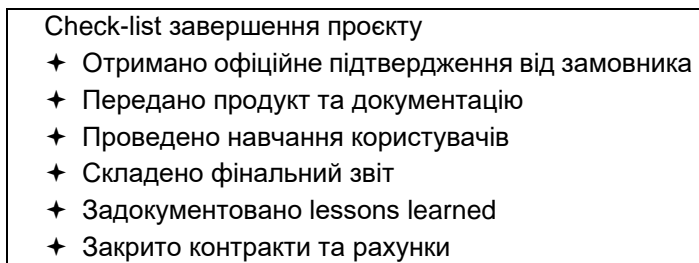 Check-list завершення проєкту
✦ Отримано офіційне підтвердження від замовника
✦ Передано продукт та документацію
✦ Проведено навчання користувачів
✦ Складено фінальний звіт
✦ Задокументовано lessons learned
✦ Закрито контракти та рахунки